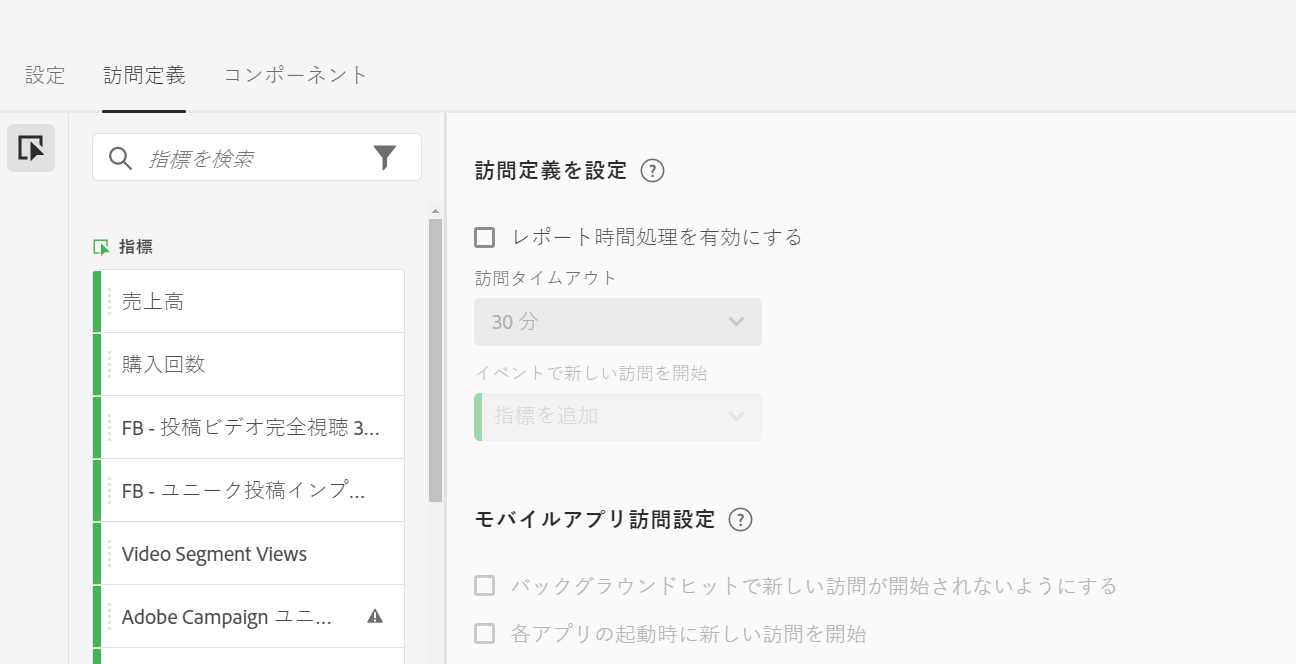 設定 訪問定義 コンポーネント
指標を検索
指標
売上高
購入回数
FB - 投稿ビデオ完全視聴 3...
FB - ユニーク投稿インプ...
Video Segment Views
Adobe Campaign ユニ...
訪問定義を設定 ?
レポート時間処理を有効にする
訪問タイムアウト
30 分
イベントで新しい訪問を開始
指標を追加
モバイルアプリ訪問設定 ?
バックグラウンドヒットで新しい訪問が開始されないようにする
各アプリの起動時に新しい訪問を開始